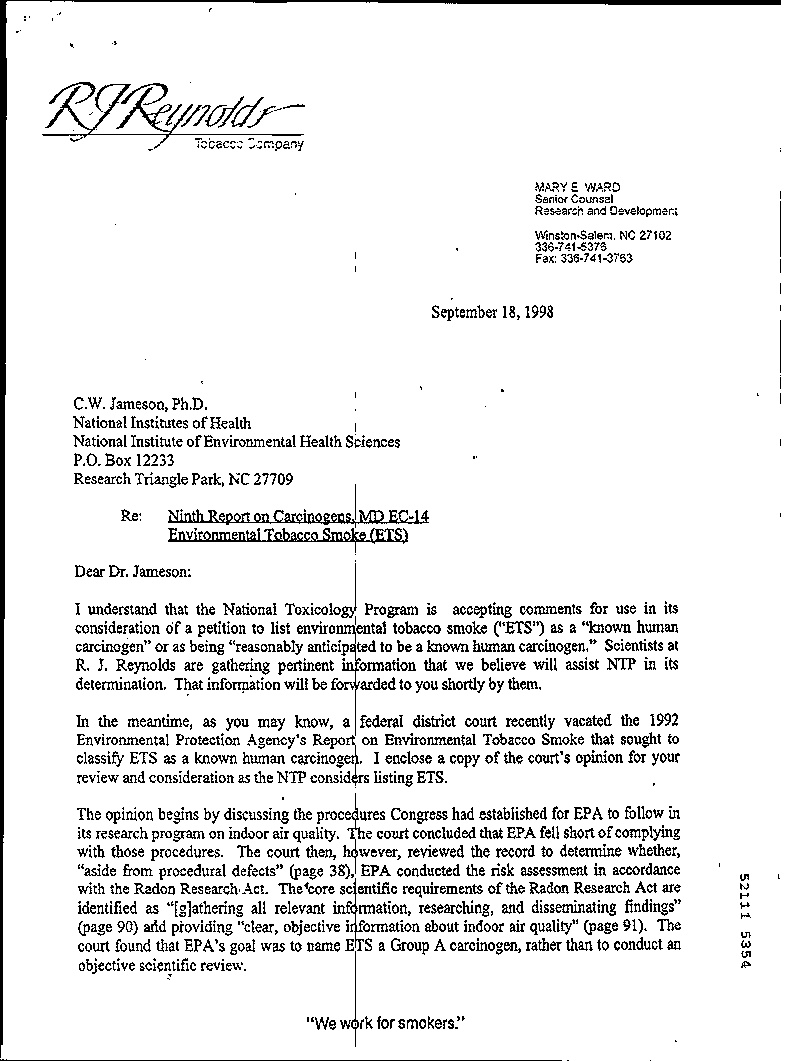 RJReynolds
Tobacco Company
MARY E. WARD
Senior Counsel
Research and Development
Winston-Salem, NC 27102
336-741-5376
Fax: 336-741-3763
September 18, 1998
C.W. Jameson, Ph.D.
National Institutes of Health
National Institute of Environmental Health Sciences
P.O. Box 12233
Research Triangle Park, NC 27709
Re: Ninth Report on Carcinogens, MD EC-14
Environmental Tobacco Smoke (ETS)
Dear Dr. Jameson:
I understand that the National Toxicology Program is accepting comments for use in its
consideration of a petition to list environmental tobacco smoke ("ETS") as a "known human
carcinogen" or as being "reasonably anticipated to be a known human carcinogen." Scientists at
R. J. Reynolds are gathering pertinent information that we believe will assist NTP in its
determination. That information will be forwarded to you shortly by them.
In the meantime, as you may know, a federal district court recently vacated the 1992
Environmental Protection Agency's Report on Environmental Tobacco Smoke that sought to
classify ETS as a known human carcinogen. I enclose a copy of the court's opinion for your
review and consideration as the NTP considers listing ETS.
The opinion begins by discussing the procedures Congress had established for EPA to follow in
its research program on indoor air quality. The court concluded that EPA fell short of complying
with those procedures. The court then, however, reviewed the record to determine whether,
"aside from procedural defects" (page 38), EPA conducted the risk assessment in accordance
with the Radon Research Act. The core scientific requirements of the Radon Research Act are
identified as "[g]athering all relevant information, researching, and disseminating findings"
(page 90) and providing "clear, objective information about indoor air quality" (page 91). The
court found that EPA's goal was to name ETS a Group A carcinogen, rather than to conduct an
objective scientific review.
"We work for smokers."
52111 5354